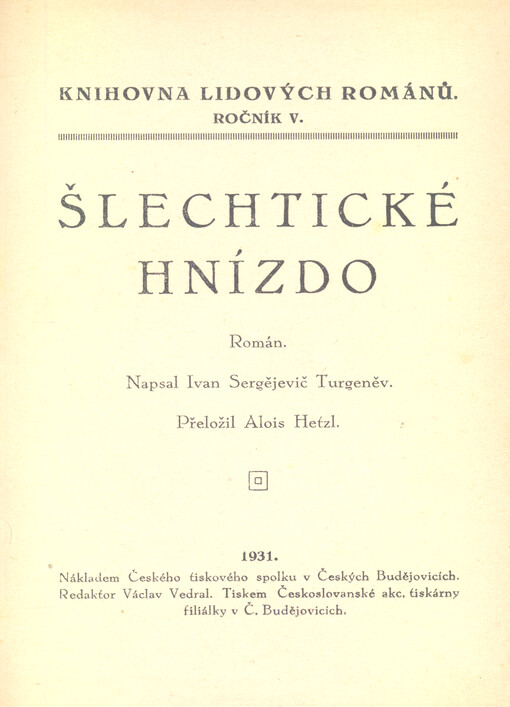 KNIHOVNA LIDOVÝCH ROMÁNŮ.
ROČNÍK V.
ŠLECHTICKÉ
HNÍZDO
Román.
Napsal Ivan Sergějevič Turgeněv.
Přeložil Alois Hetzl.
1931.
Nákladem Českého tiskového spolku v Českých Budějovicích.
Redaktor Václav Vedral. Tiskem Československé akc. tiskárny
filiálky v Č. Budějovicích.